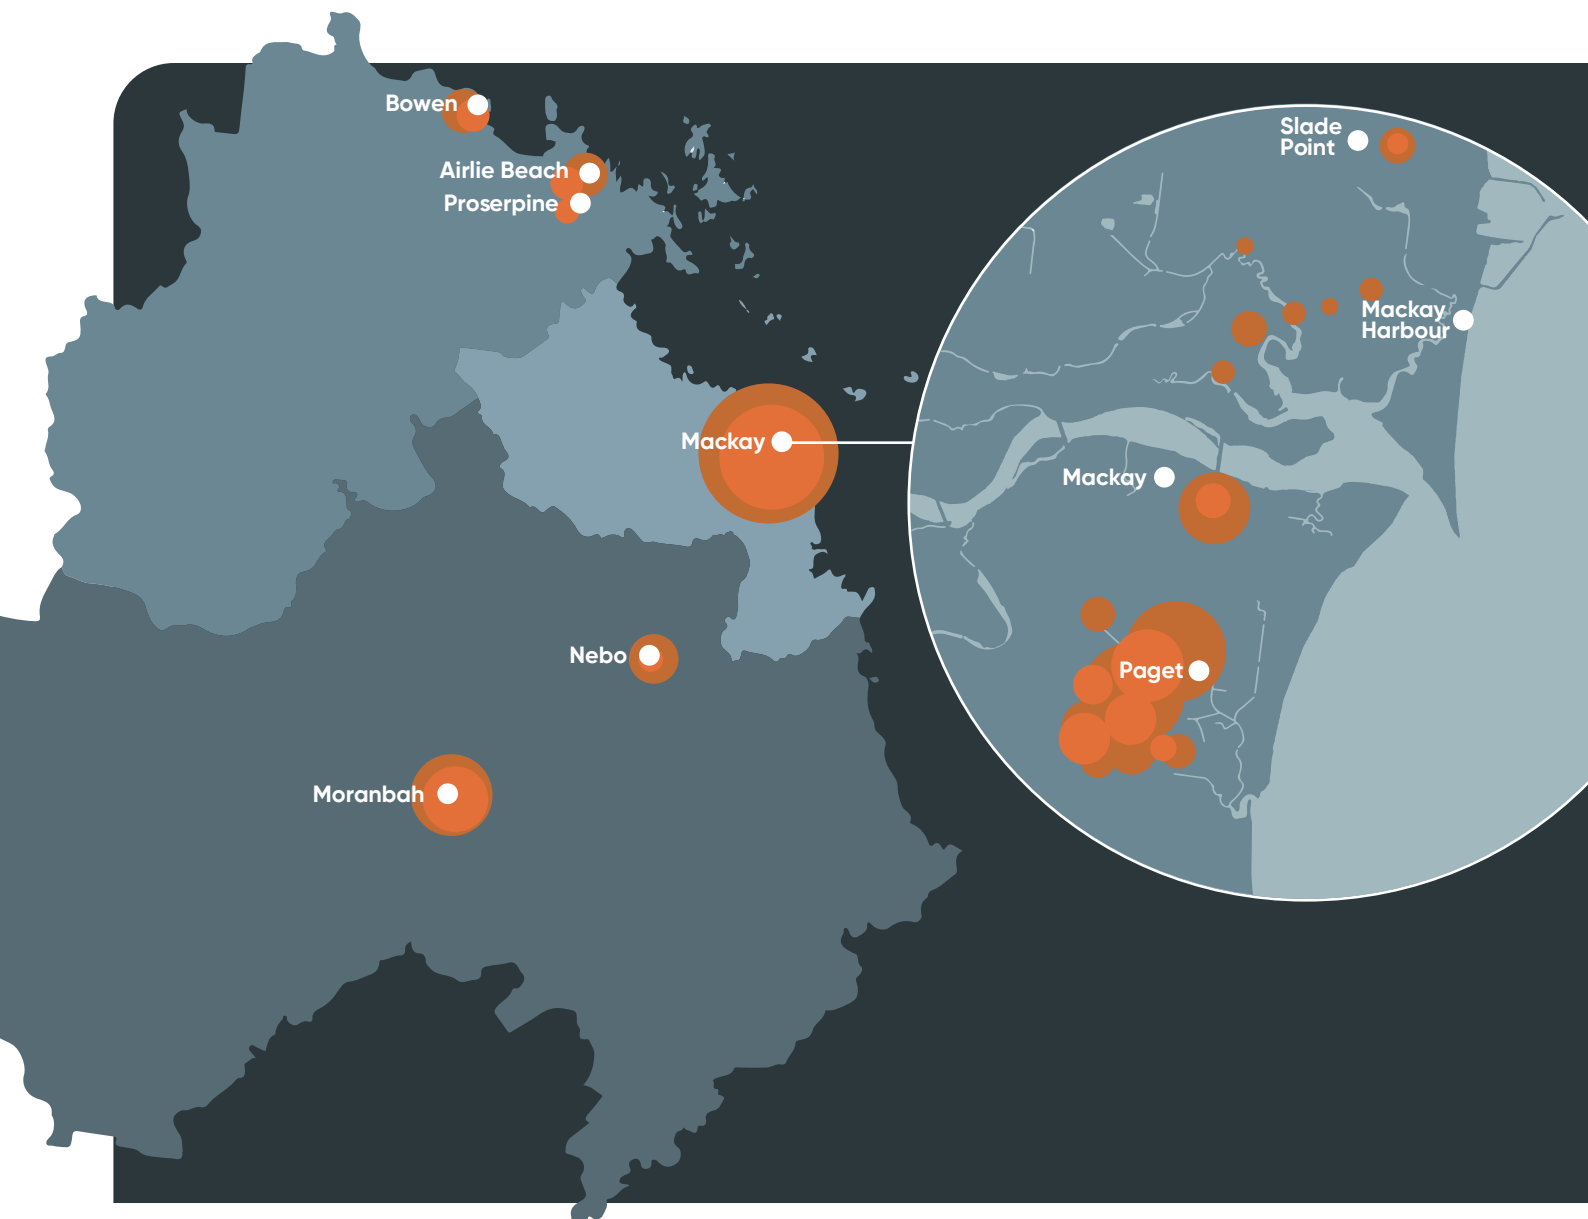 Bowen
Airlie Beach
Proserpine
Mackay
Nebo
Moranbah
Slade
Point
Mackay
Harbour
Mackay
Paget